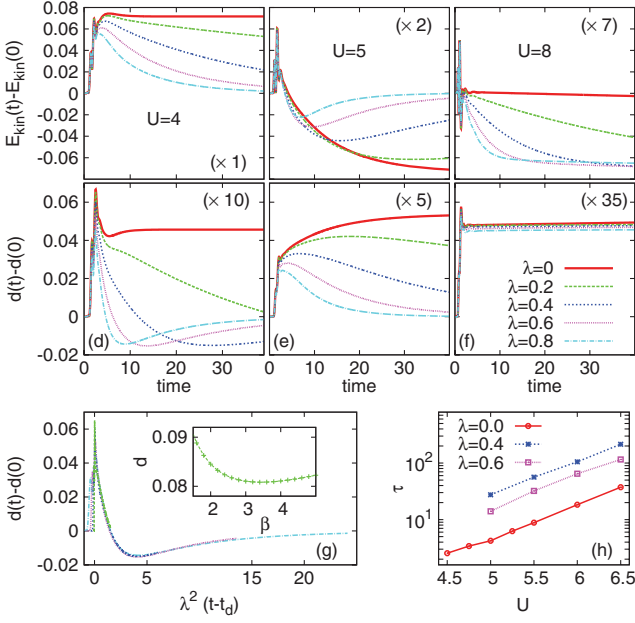 E_kin(t)-E_kin(0)
0.08
0.06
0.04
0.02
0
-0.02
-0.04
-0.06
U=4
(× 1)
U=5
(× 2)
U=8
(× 7)
d(t)-d(0)
0.06
0.04
0.02
0
-0.02
(× 10)
(d)
0 10 20 30
time
(× 5)
(e)
0 10 20 30
time
(× 35)
(f)
λ=0
λ=0.2
λ=0.4
λ=0.6
λ=0.8
0 10 20 30 40
time
d(t)-d(0)
0.06
0.04
0.02
0
-0.02
0 5 15 20 25
λ² (t-t_d)
(g)
d
0.09
0.08
2 3 4
β
τ
10²
10¹
λ=0.0
λ=0.4
λ=0.6
(h)
4.5 5 5.5 6 6.5
U